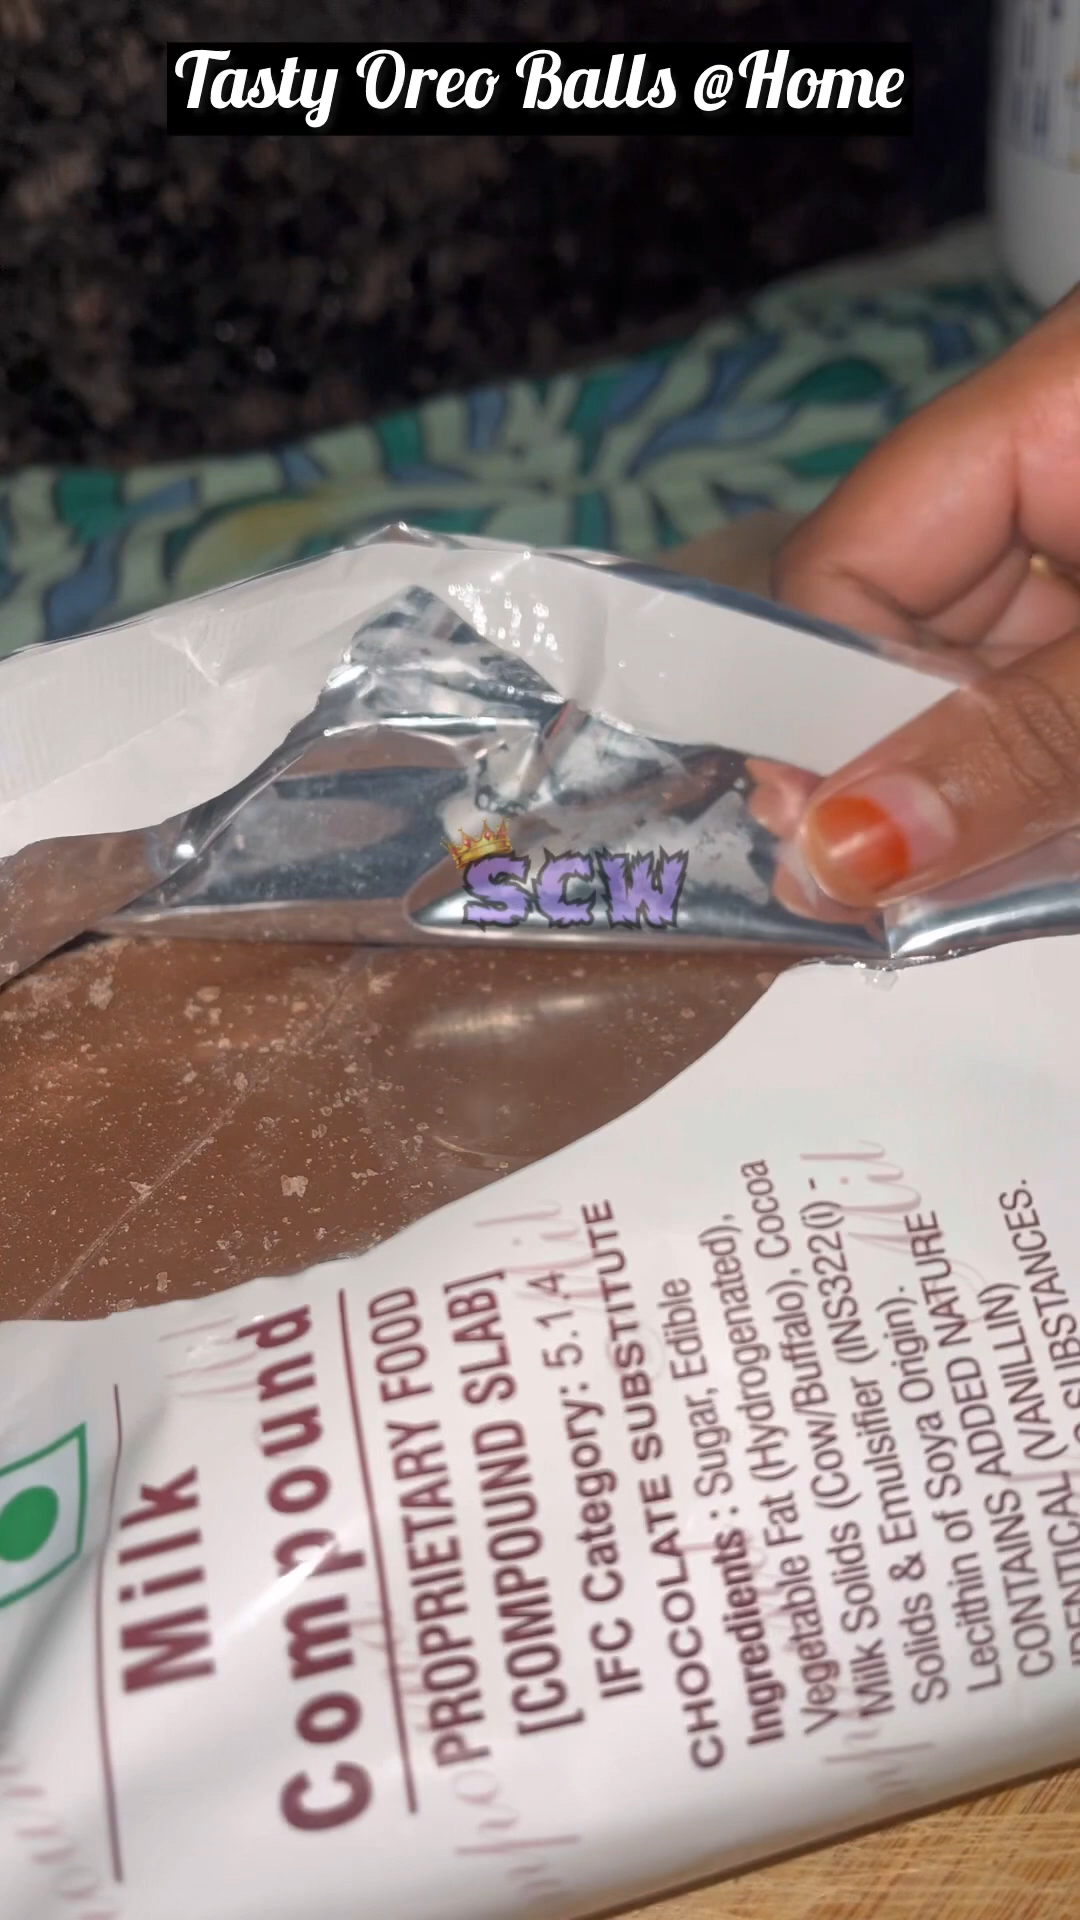 Tasty Oreo Balls @Home
SCW
Milk
Compound
PROPRIETARY FOOD
[COMPOUND SLAB]
IFC Category: 5.1.4
CHOCOLATE SUBSTITUTE
Ingredients : Sugar, Edible
Vegetable Fat (Hydrogenated),
Milk Solids (Cow/Buffalo), Cocoa
Solids & Emulsifier (INS322(i) -
Lecithin of Soya Origin).
CONTAINS ADDED NATURE
IDENTICAL (VANILLIN)
SUBSTANCES.